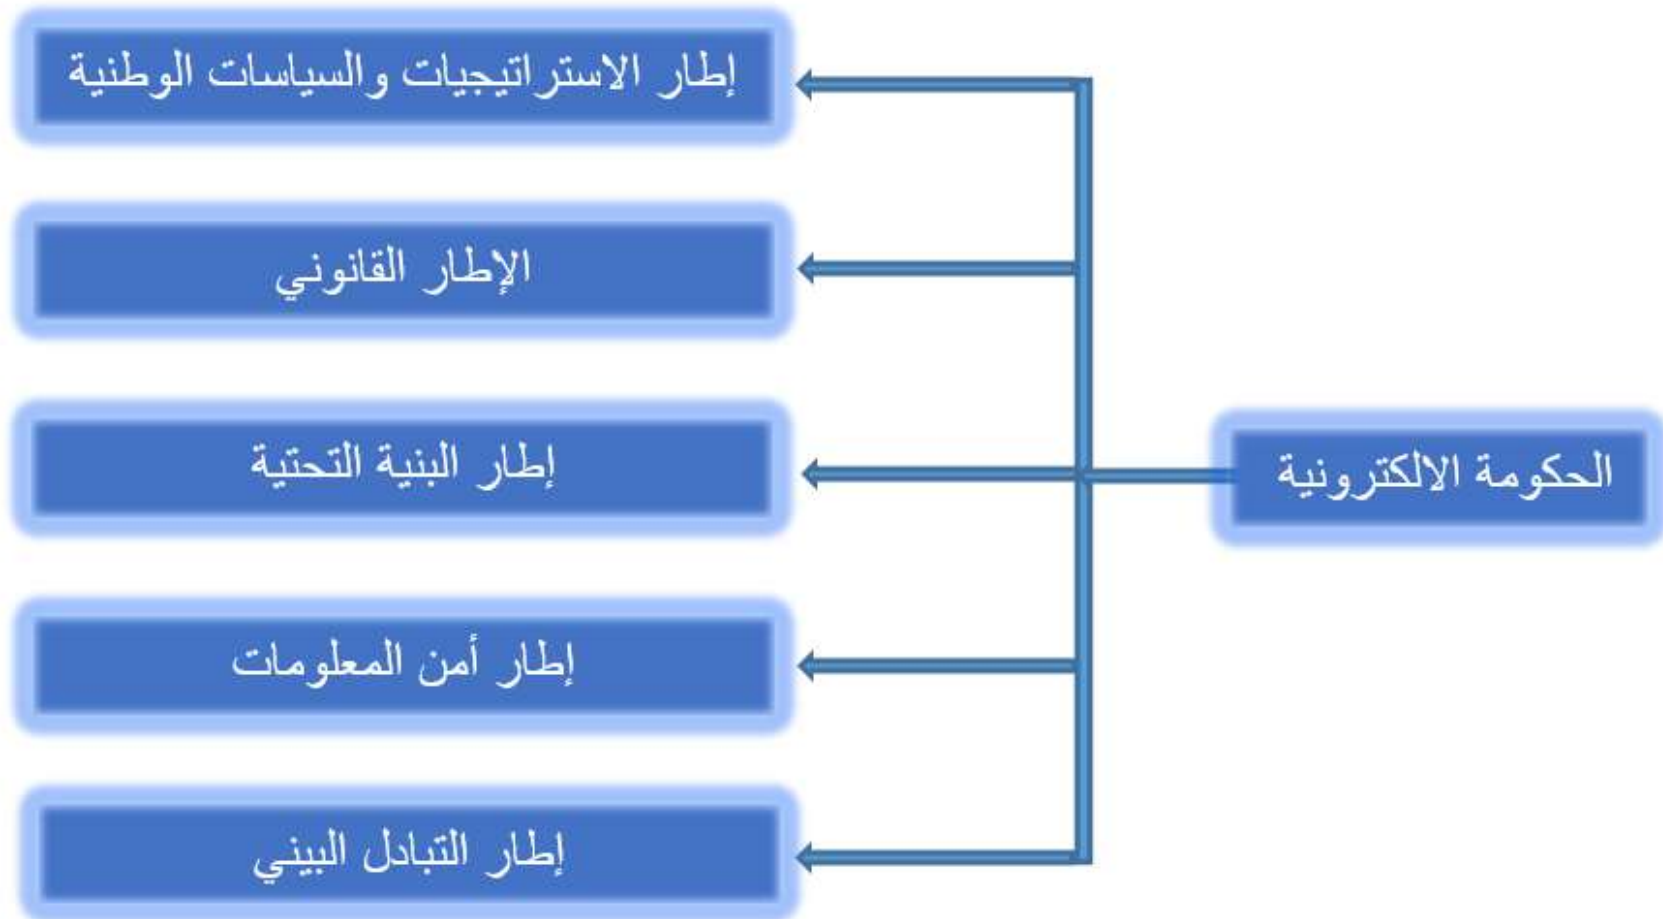 الحكومة الالكترونية
إطار الاستراتيجيات والسياسات الوطنية
الإطار القانوني
إطار البنية التحتية
إطار أمن المعلومات
إطار التبادل البيني